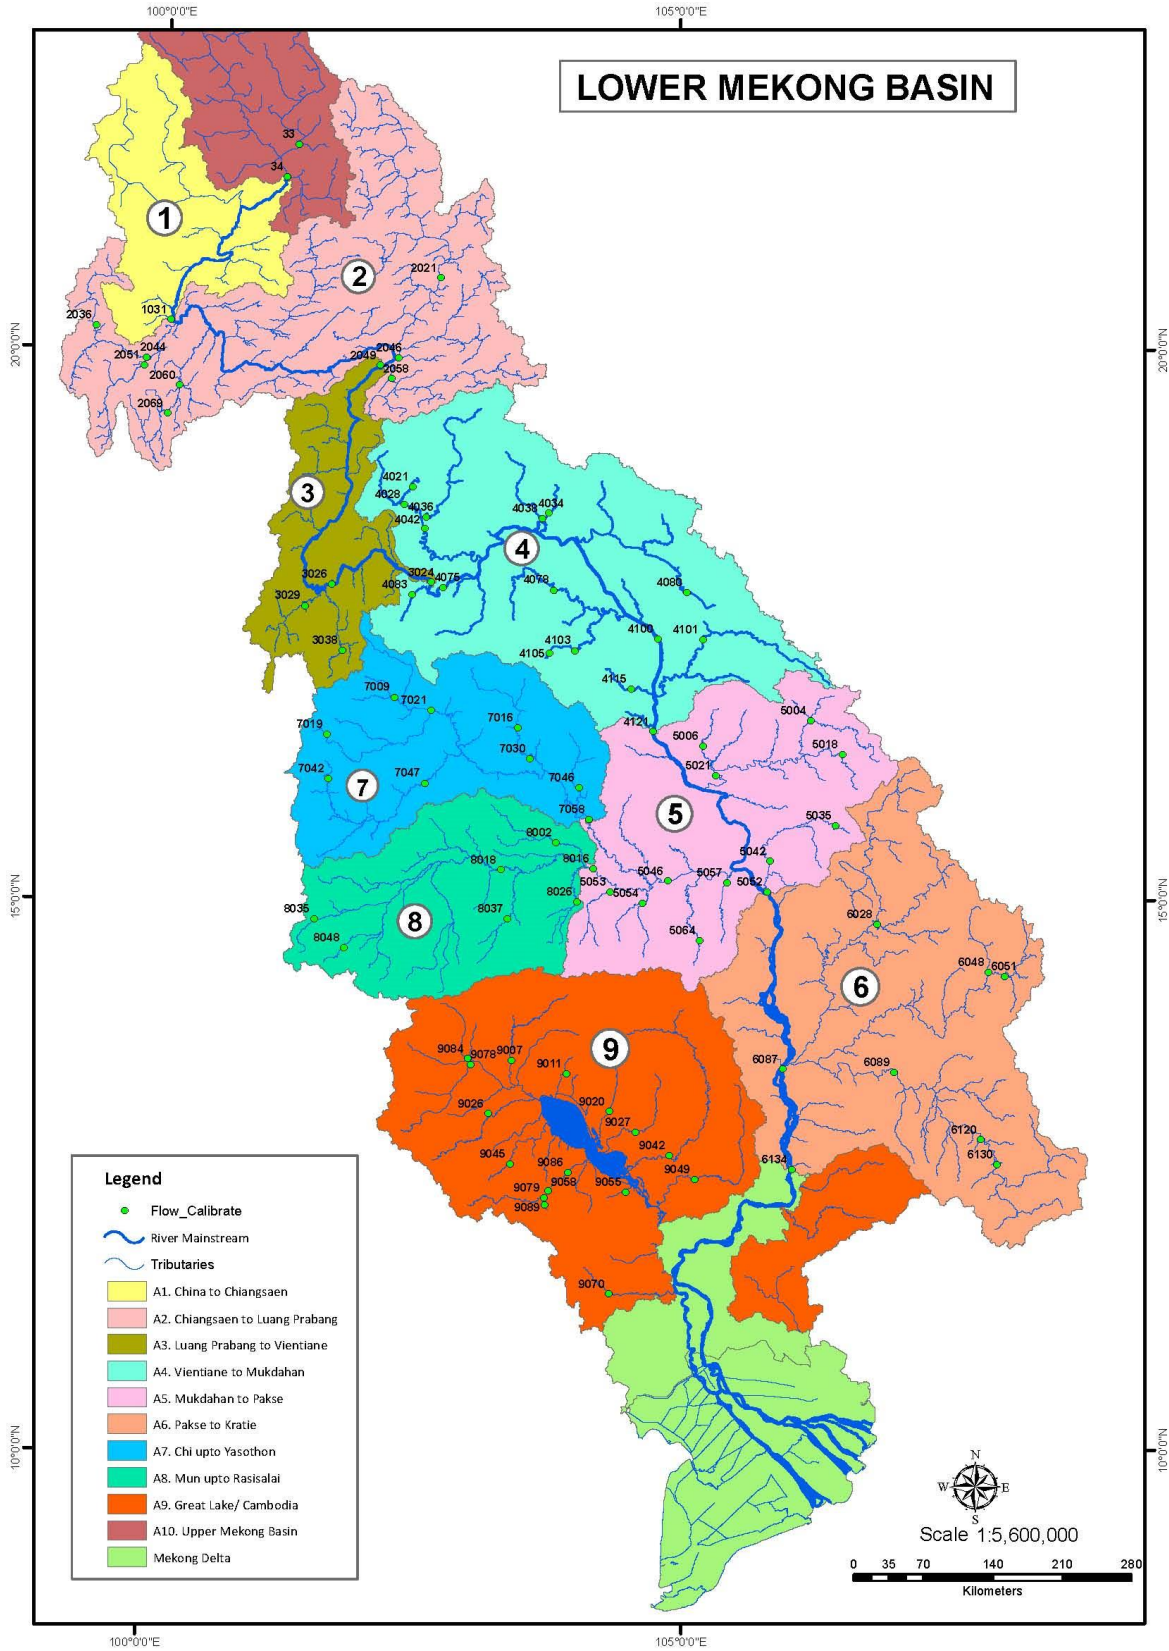 100°0'0"E
105°0'0"E
LOWER MEKONG BASIN
33
34
1
2
2021
1031
2036
20°0'0"N
20°0'0"N
2044
2051
2046
2049
2058
2060
2069
3
4021
4028
4036
4042
4034
4038
4
3024
4075
3026
4083
4078
4080
3029
3038
4100
4101
4103
4105
4115
7009
7021
5004
7016
4121
7019
5006
7030
5018
5021
7042
7
7047
7046
5
7058
5035
8002
8018
8016
5042
5046
5057
5052
5053
5054
8026
15°0'0"N
15°0'0"N
8035
8
8037
6028
8048
5064
6048
6051
6
9
9084
9078
9007
9011
6087
6089
9026
9020
9027
6120
9045
9042
6130
9086
6134
9049
9058
9079
9055
9089
9070
Legend
Flow_Calibrate
River Mainstream
Tributaries
A1. China to Chiangsaen
A2. Chiangsaen to Luang Prabang
A3. Luang Prabang to Vientiane
A4. Vientiane to Mukdahan
A5. Mukdahan to Pakse
A6. Pakse to Kratie
A7. Chi upto Yasothon
A8. Mun upto Rasisalai
A9. Great Lake/ Cambodia
A10. Upper Mekong Basin
Mekong Delta
10°0'0"N
10°0'0"N
N
W E
S
Scale 1:5,600,000
0 35 70 140 210 280
Kilometers
100°0'0"E
105°0'0"E